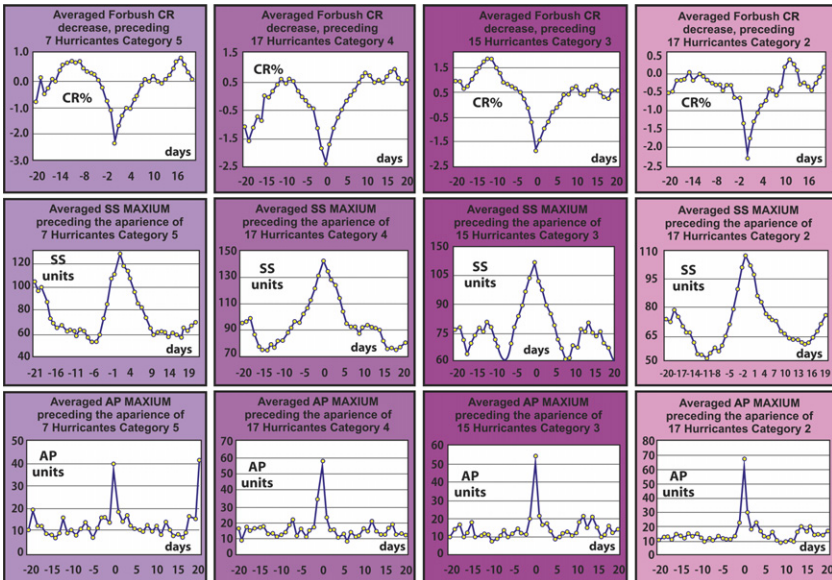 Averaged Forbush CR
decrease, preceding
7 Hurricantes Category 5
1.0
0.0
-1.0
-2.0
-3.0
CR%
days
-20 -14 -8 -2 4 10 16
Averaged Forbush CR
decrease, preceding
17 Hurricantes Category 4
1.5
0.5
-0.5
-1.5
-2.5
CR%
days
-20 -15 -10 -5 0 5 10 15 20
Averaged Forbush CR
decrease, preceding
15 Hurricantes Category 3
1.5
0.5
-0.5
-1.5
-2.5
CR%
days
-20 -15 -10 -5 0 5 10 15 20
Averaged Forbush CR
decrease, preceding
17 Hurricantes Category 2
0.5
0.0
-0.5
-1.0
-1.5
-2.0
-2.5
CR%
days
-20 -14 -8 -2 4 10 16
Averaged SS MAXIUM
preceding the aparience of
7 Hurricantes Category 5
120
100
80
60
40
SS
units
days
-21 -16 -11 -6 -1 4 9 14 19
Averaged SS MAXIUM
preceding the aparience of
17 Hurricantes Category 4
150
130
110
90
70
SS
units
days
-20 -15 -10 -5 0 5 10 15 20
Averaged SS MAXIUM
preceding the aparience of
15 Hurricantes Category 3
115
105
90
75
60
SS
units
days
-20 -15 -10 -5 0 5 10 15 20
Averaged SS MAXIUM
preceding the aparience of
17 Hurricantes Category 2
110
90
70
50
SS
units
days
-20-17-14-11-8 -5 -2 1 4 7 10 13 16 19
Averaged AP MAXIUM
preceding the aparience of
7 Hurricantes Category 5
50
40
30
20
10
0
AP
units
days
-20 -15 -10 -5 0 5 10 15 20
Averaged AP MAXIUM
preceding the aparience of
17 Hurricantes Category 4
70
60
50
40
30
20
10
0
AP
units
days
-20 -15 -10 -5 0 5 10 15 20
Averaged AP MAXIUM
preceding the aparience of
15 Hurricantes Category 3
60
50
40
30
20
10
0
AP
units
days
-20 -15 -10 -5 0 5 10 15 20
Averaged AP MAXIUM
preceding the aparience of
17 Hurricantes Category 2
80
70
60
50
40
30
20
10
0
AP
units
days
-20 -15 -10 -5 0 5 10 15 20